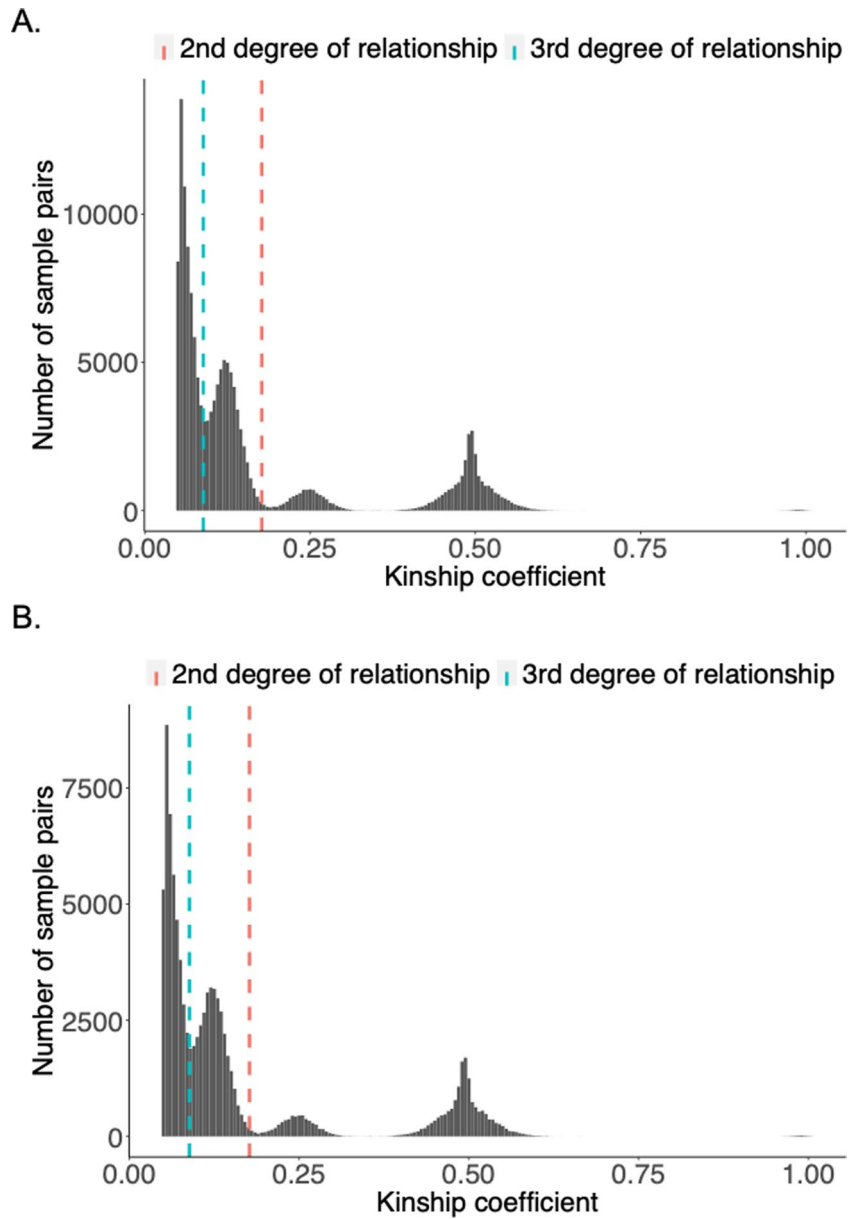 A.
2nd degree of relationship 3rd degree of relationship
Number of sample pairs
10000
5000
0
0.00 0.25 0.50 0.75 1.00
Kinship coefficient
B.
2nd degree of relationship 3rd degree of relationship
Number of sample pairs
7500
5000
2500
0
0.00 0.25 0.50 0.75 1.00
Kinship coefficient